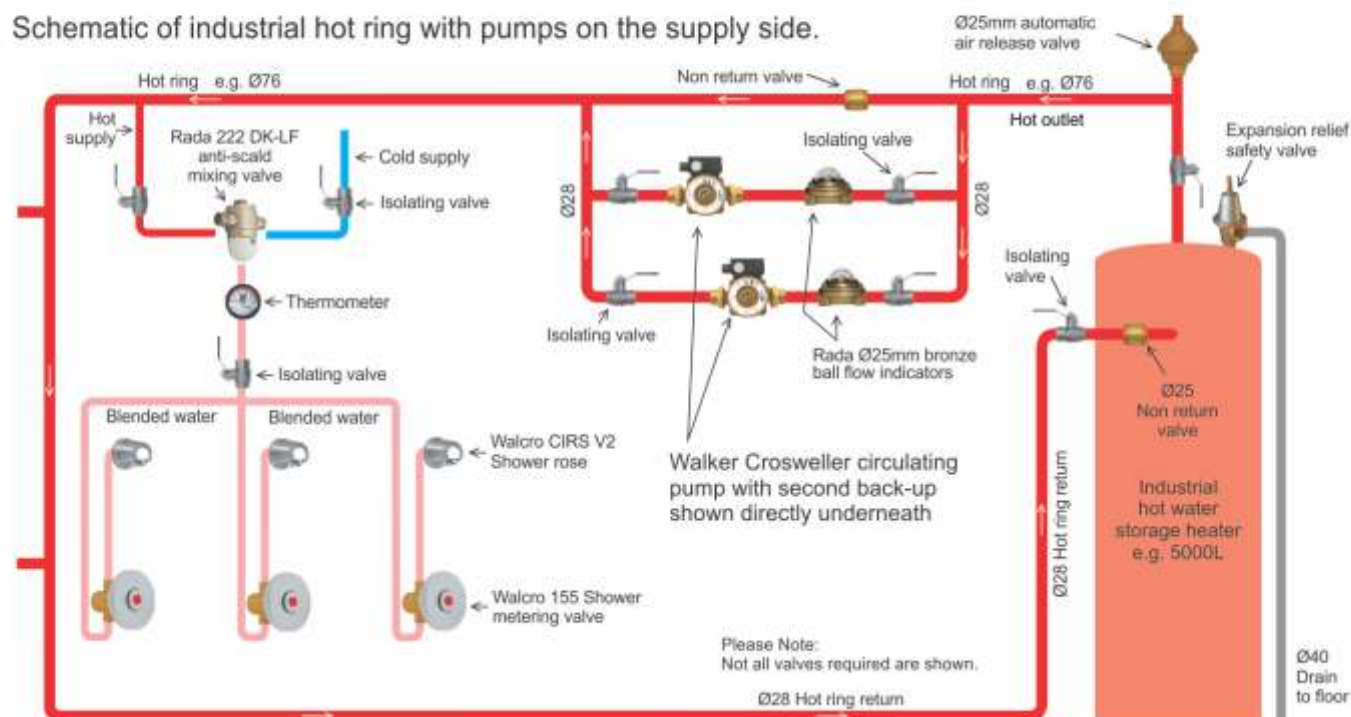 Schematic of industrial hot ring with pumps on the supply side.
Ø25mm automatic
air release valve
Hot ring e.g. Ø76
Non return valve
Hot ring e.g. Ø76
Hot outlet
Hot
supply
Rada 222 DK-LF
anti-scald
mixing valve
Cold supply
Isolating valve
Isolating valve
Expansion relief
safety valve
Ø28
Ø28
Isolating
valve
Thermometer
Isolating valve
Rada Ø25mm bronze
ball flow indicators
Isolating valve
Ø25
Non return
valve
Blended water
Blended water
Walcro CIRS V2
Shower rose
Walker Crosweller circulating
pump with second back-up
shown directly underneath
Ø28 Hot ring return
Industrial
hot water
storage heater
e.g. 5000L
Walcro 155 Shower
metering valve
Please Note:
Not all valves required are shown.
Ø28 Hot ring return
Ø40
Drain
to floor